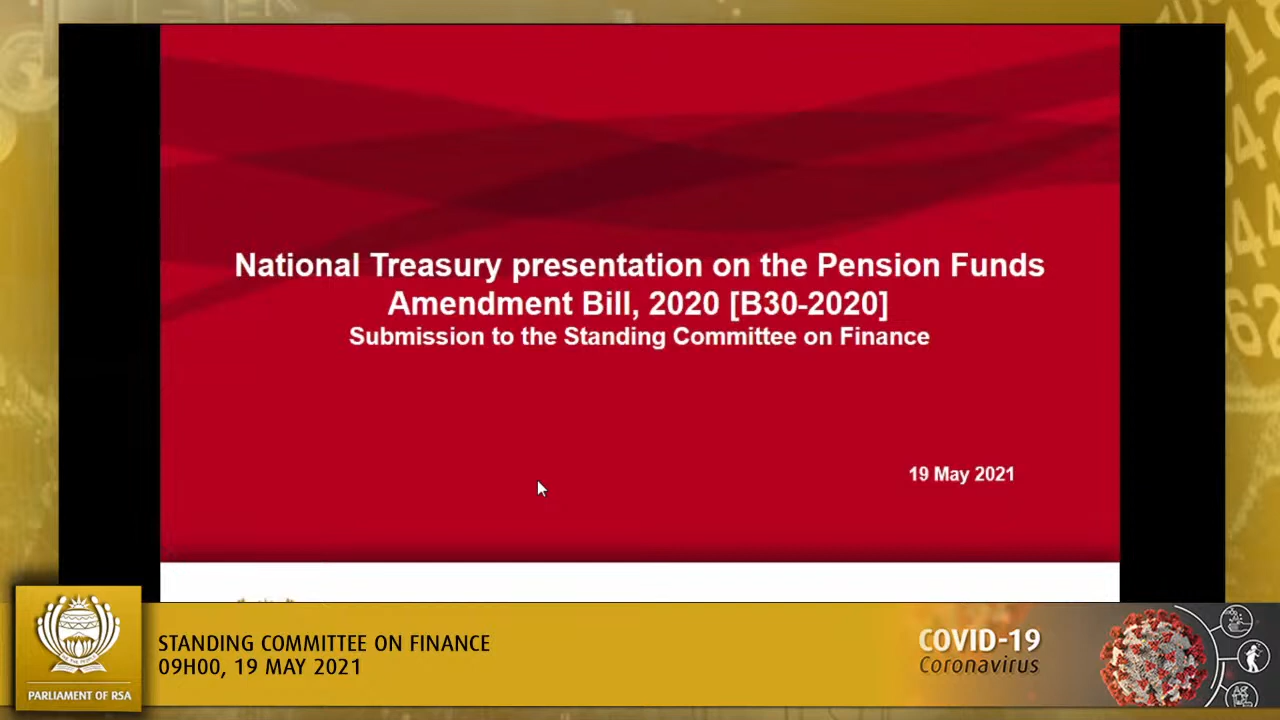 National Treasury presentation on the Pension Funds
Amendment Bill, 2020 [B30-2020]
Submission to the Standing Committee on Finance
19 May 2021
STANDING COMMITTEE ON FINANCE
09H00, 19 MAY 2021
PARLIAMENT OF RSA
COVID-19
Coronavirus